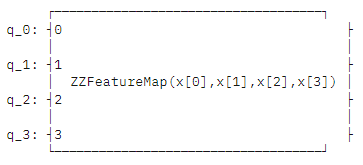 q_0: 0
q_1: 1
ZZFeatureMap(x[0],x[1],x[2],x[3])
q_2: 2
q_3: 3